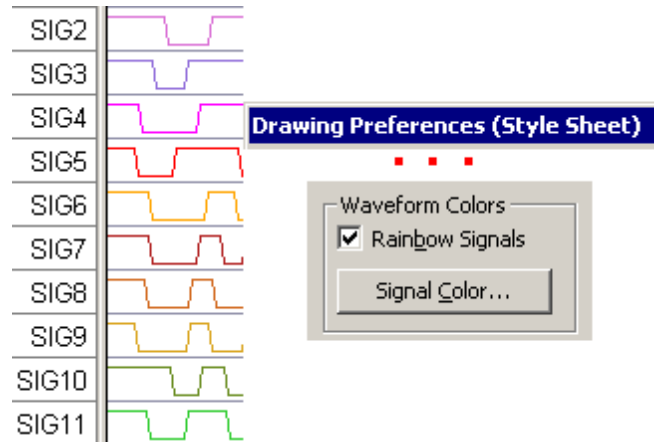 SIG2
SIG3
SIG4
Drawing Preferences (Style Sheet)
SIG5
SIG6
Waveform Colors
SIG7
Rainbow Signals
SIG8
Signal Color...
SIG9
SIG10
SIG11